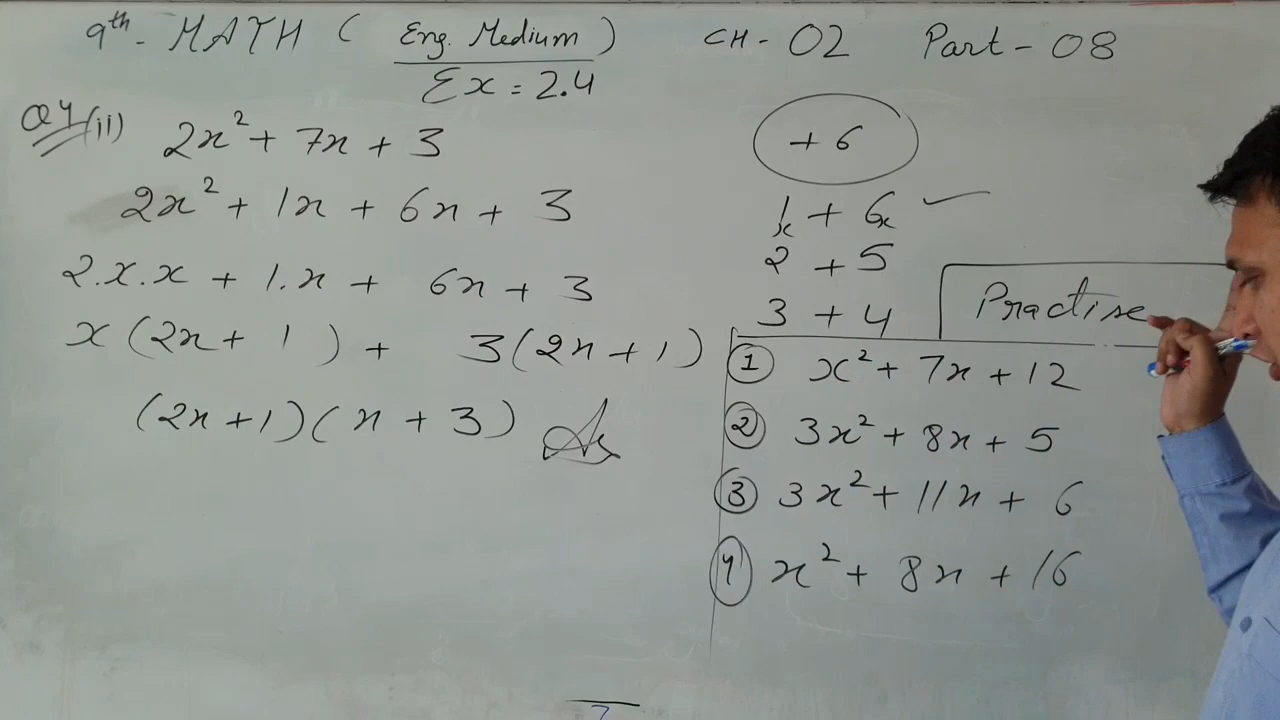 9th - MATH ( Eng. Medium ) CH - 02 Part - 08
Ex = 2.4
Q4 (ii) 2x² + 7x + 3
2x² + 1x + 6x + 3
2.x.x + 1.x + 6x + 3
x(2x + 1) + 3(2x + 1)
(2x + 1)(x + 3) As
+ 6
1x + 6x ✓
2 + 5
3 + 4
Practise
① x² + 7x + 12
② 3x² + 8x + 5
③ 3x² + 11x + 6
④ x² + 8x + 16